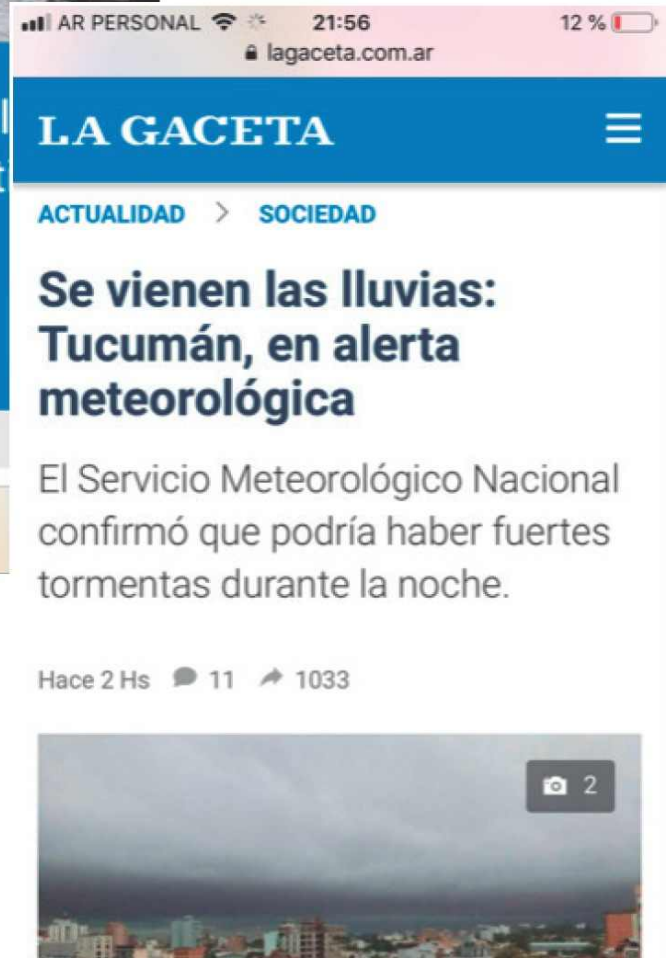 AR PERSONAL 21:56 12 %
lagaceta.com.ar
LA GACETA
ACTUALIDAD > SOCIEDAD
Se vienen las lluvias:
Tucumán, en alerta
meteorológica
El Servicio Meteorológico Nacional
confirmó que podría haber fuertes
tormentas durante la noche.
Hace 2 Hs 11 1033
2